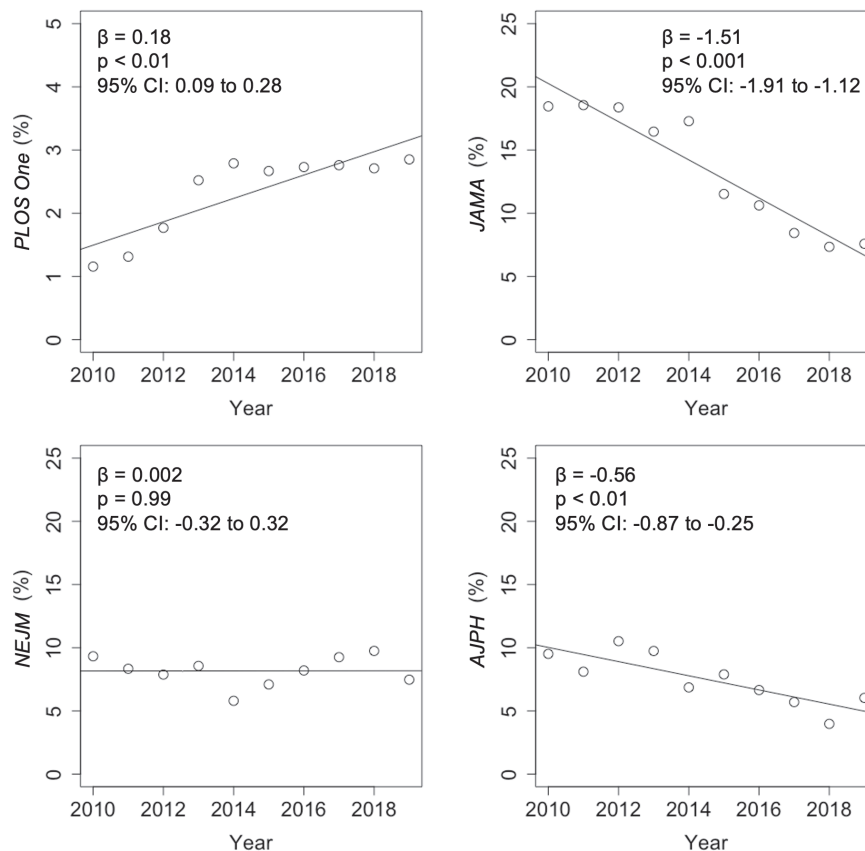 β = 0.18
p < 0.01
95% CI: 0.09 to 0.28
PLOS One (%)
5
4
3
2
1
0
2010 2012 2014 2016 2018
Year
β = -1.51
p < 0.001
95% CI: -1.91 to -1.12
JAMA (%)
25
20
15
10
5
0
2010 2012 2014 2016 2018
Year
β = 0.002
p = 0.99
95% CI: -0.32 to 0.32
NEJM (%)
25
20
15
10
5
0
2010 2012 2014 2016 2018
Year
β = -0.56
p < 0.01
95% CI: -0.87 to -0.25
AJPH (%)
25
20
15
10
5
0
2010 2012 2014 2016 2018
Year